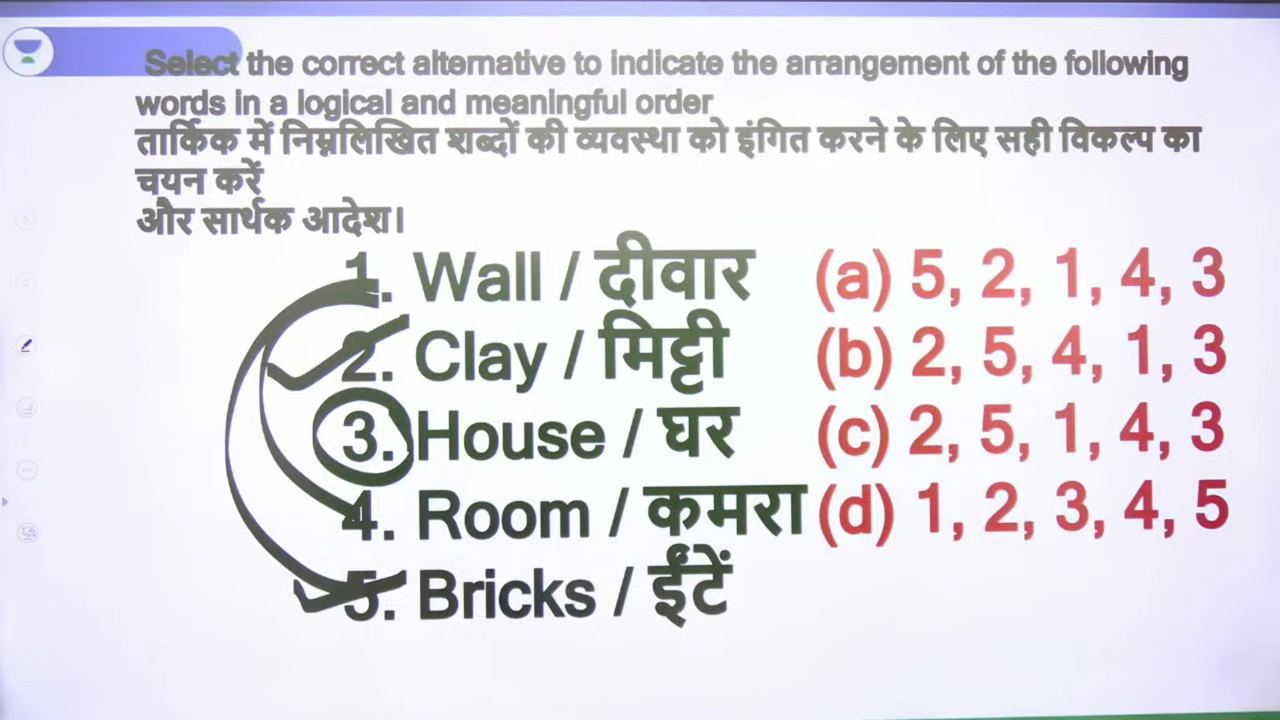 Select the correct alternative to indicate the arrangement of the following
words in a logical and meaningful order
तार्किक में निम्नलिखित शब्दों की व्यवस्था को इंगित करने के लिए सही विकल्प का
चयन करें
और सार्थक आदेश।
1. Wall / दीवार (a) 5, 2, 1, 4, 3
2. Clay / मिट्टी (b) 2, 5, 4, 1, 3
3. House / घर (c) 2, 5, 1, 4, 3
4. Room / कमरा (d) 1, 2, 3, 4, 5
5. Bricks / ईंटें